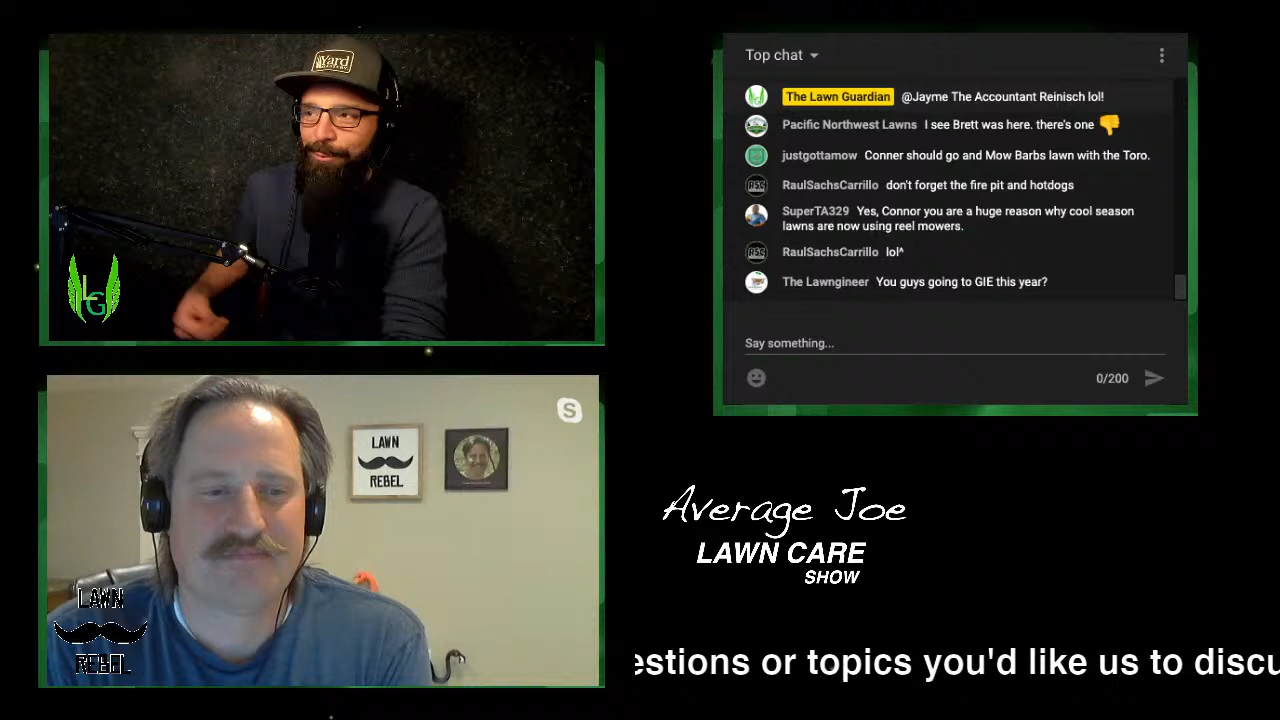 Yard
LG
Top chat
The Lawn Guardian @Jayme The Accountant Reinisch lol!
Pacific Northwest Lawns I see Brett was here. there's one 👎
justgottamow Conner should go and Mow Barbs lawn with the Toro.
RSC
RaulSachsCarrillo don't forget the fire pit and hotdogs
SuperTA329 Yes, Connor you are a huge reason why cool season
lawns are now using reel mowers.
RSC
RaulSachsCarrillo lol^
The Lawngineer You guys going to GIE this year?
Say something...
0/200
S
LAWN
REBEL
LAWN
REBEL
Average Joe
LAWN CARE
SHOW
estions or topics you'd like us to discu